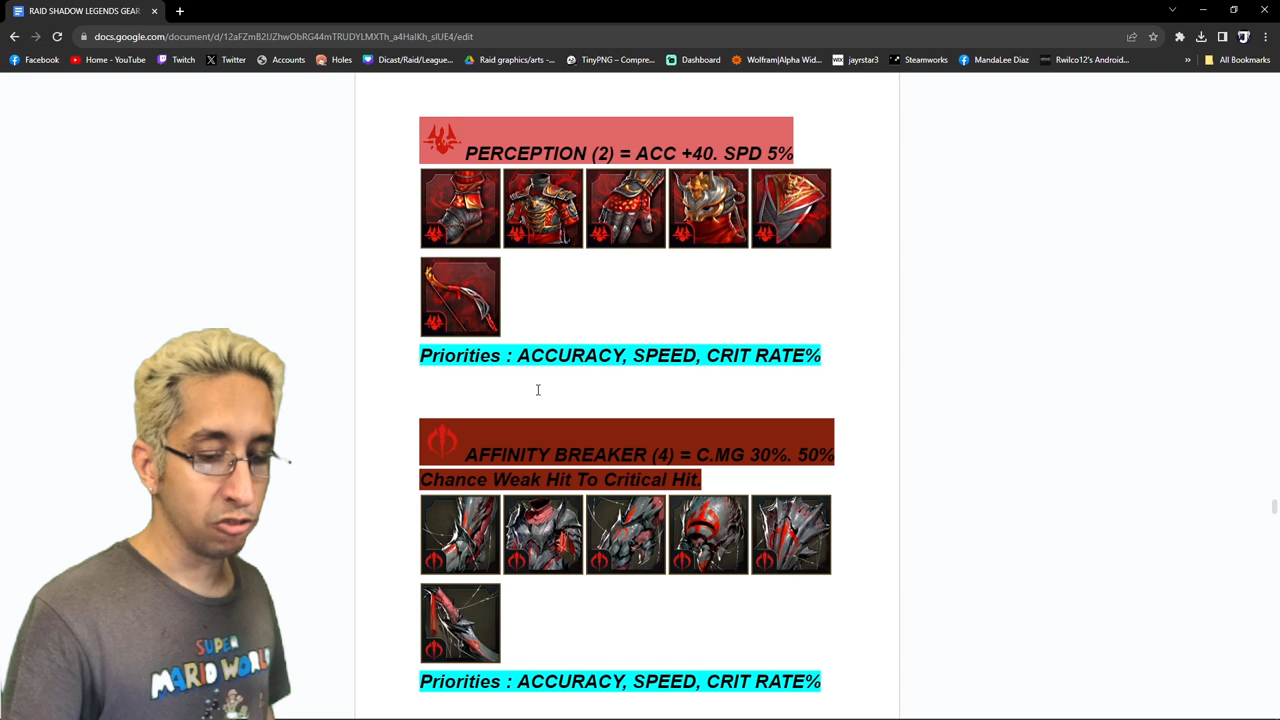 RAID SHADOW LEGENDS GEAR
docs.google.com/document/d/12aFZmB2IJZhwObRG44mTRUDYLMXTh_a4HaIKh_slUE4/edit
Facebook Home - YouTube Twitch Twitter Accounts Holes Dicast/Raid/League... Raid graphics/arts -... TinyPNG – Compre... Dashboard Wolfram|Alpha Wid... WIX jayrstar3 Steamworks MandaLee Diaz Rwilco12's Android... » All Bookmarks
PERCEPTION (2) = ACC +40. SPD 5%
Priorities : ACCURACY, SPEED, CRIT RATE%
AFFINITY BREAKER (4) = C.MG 30%. 50%
Chance Weak Hit To Critical Hit.
Priorities : ACCURACY, SPEED, CRIT RATE%
SUPER
MARIO WORLD